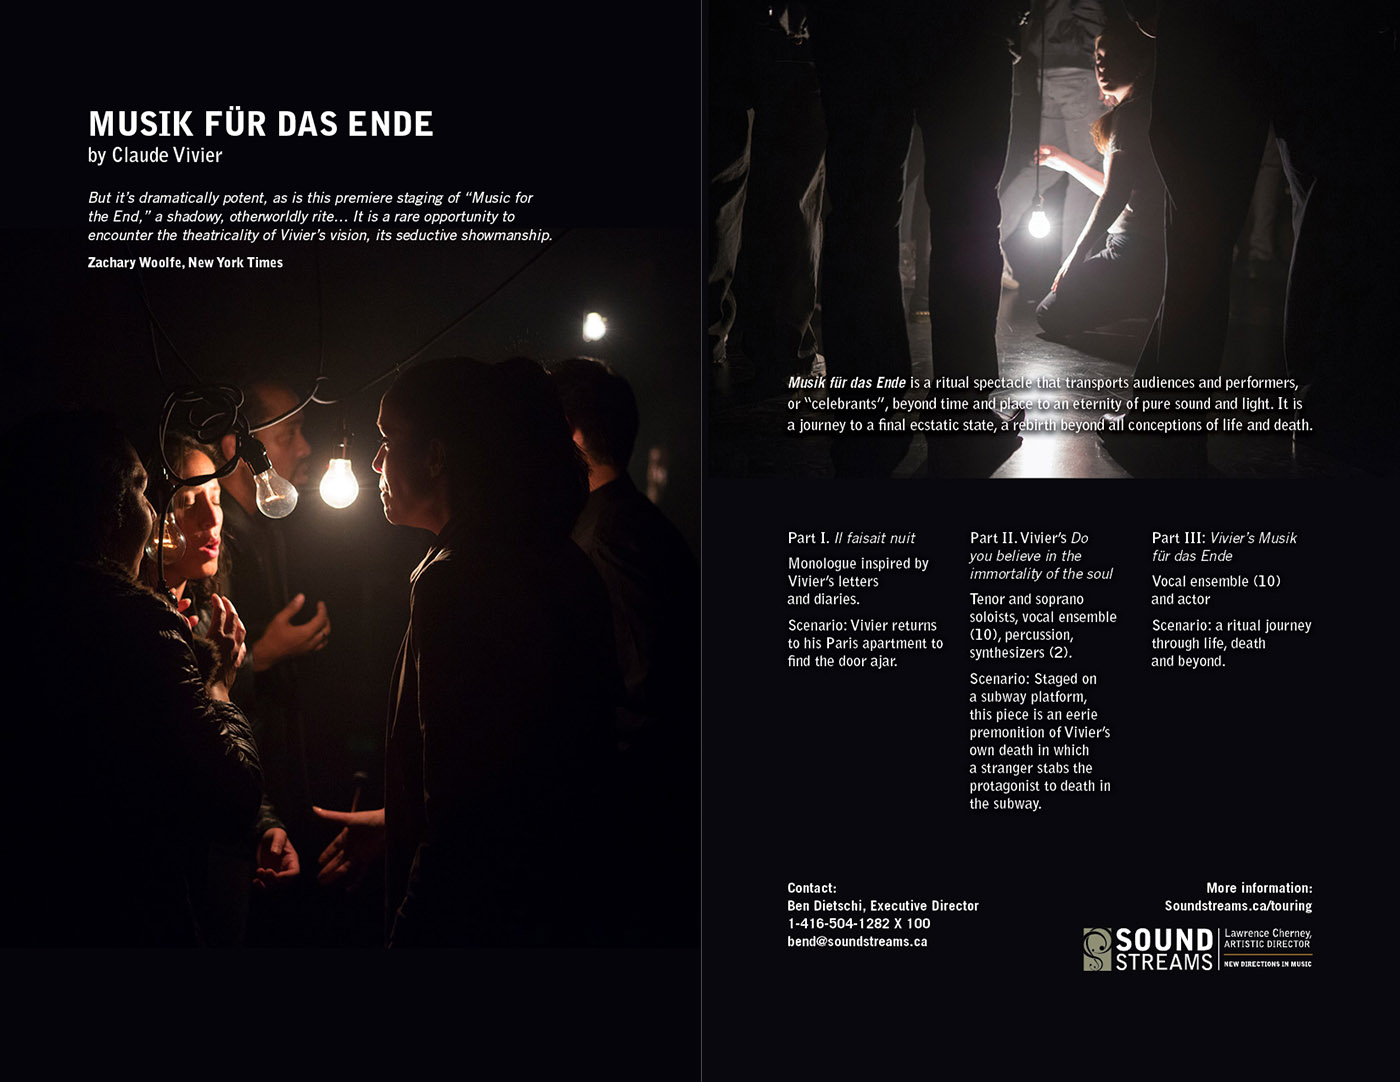 MUSIK FÜR DAS ENDE
by Claude Vivier
But it’s dramatically potent, as is this premiere staging of “Music for
the End,” a shadowy, otherworldly rite... It is a rare opportunity to
encounter the theatricality of Vivier’s vision, its seductive showmanship.
Zachary Woolfe, New York Times
Musik für das Ende is a ritual spectacle that transports audiences and performers,
or “celebrants”, beyond time and place to an eternity of pure sound and light. It is
a journey to a final ecstatic state, a rebirth beyond all conceptions of life and death.
Part I. Il faisait nuit
Monologue inspired by
Vivier’s letters
and diaries.
Scenario: Vivier returns
to his Paris apartment to
find the door ajar.
Part II. Vivier’s Do
you believe in the
immortality of the soul
Tenor and soprano
soloists, vocal ensemble
(10), percussion,
synthesizers (2).
Scenario: Staged on
a subway platform,
this piece is an eerie
premonition of Vivier’s
own death in which
a stranger stabs the
protagonist to death in
the subway.
Part III: Vivier’s Musik
für das Ende
Vocal ensemble (10)
and actor
Scenario: a ritual journey
through life, death
and beyond.
Contact:
Ben Dietschi, Executive Director
1-416-504-1282 X 100
bend@soundstreams.ca
More information:
Soundstreams.ca/touring
SOUND
STREAMS
Lawrence Cherney,
ARTISTIC DIRECTOR
NEW DIRECTIONS IN MUSIC